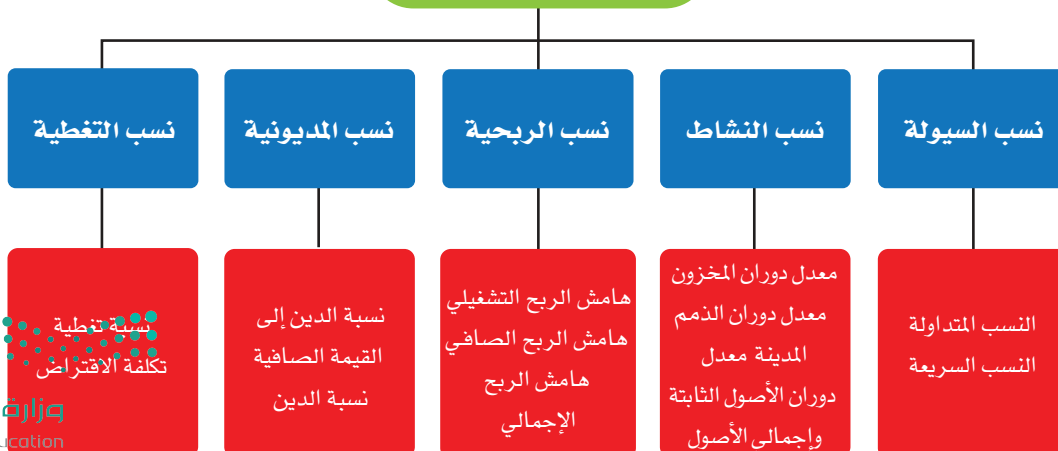 نسب السيولة
نسب النشاط
نسب الربحية
نسب المديونية
نسب التغطية
النسب المتداولة
النسب السريعة
معدل دوران المخزون
معدل دوران الذمم
المدينة معدل
دوران الأصول الثابتة
وإجمالي الأصول
هامش الربح التشغيلي
هامش الربح الصافي
هامش الربح
الإجمالي
نسبة الدين إلى
القيمة الصافية
نسبة الدين
نسبة تغطية
تكلفة الاقتراض
وزارة
ucation